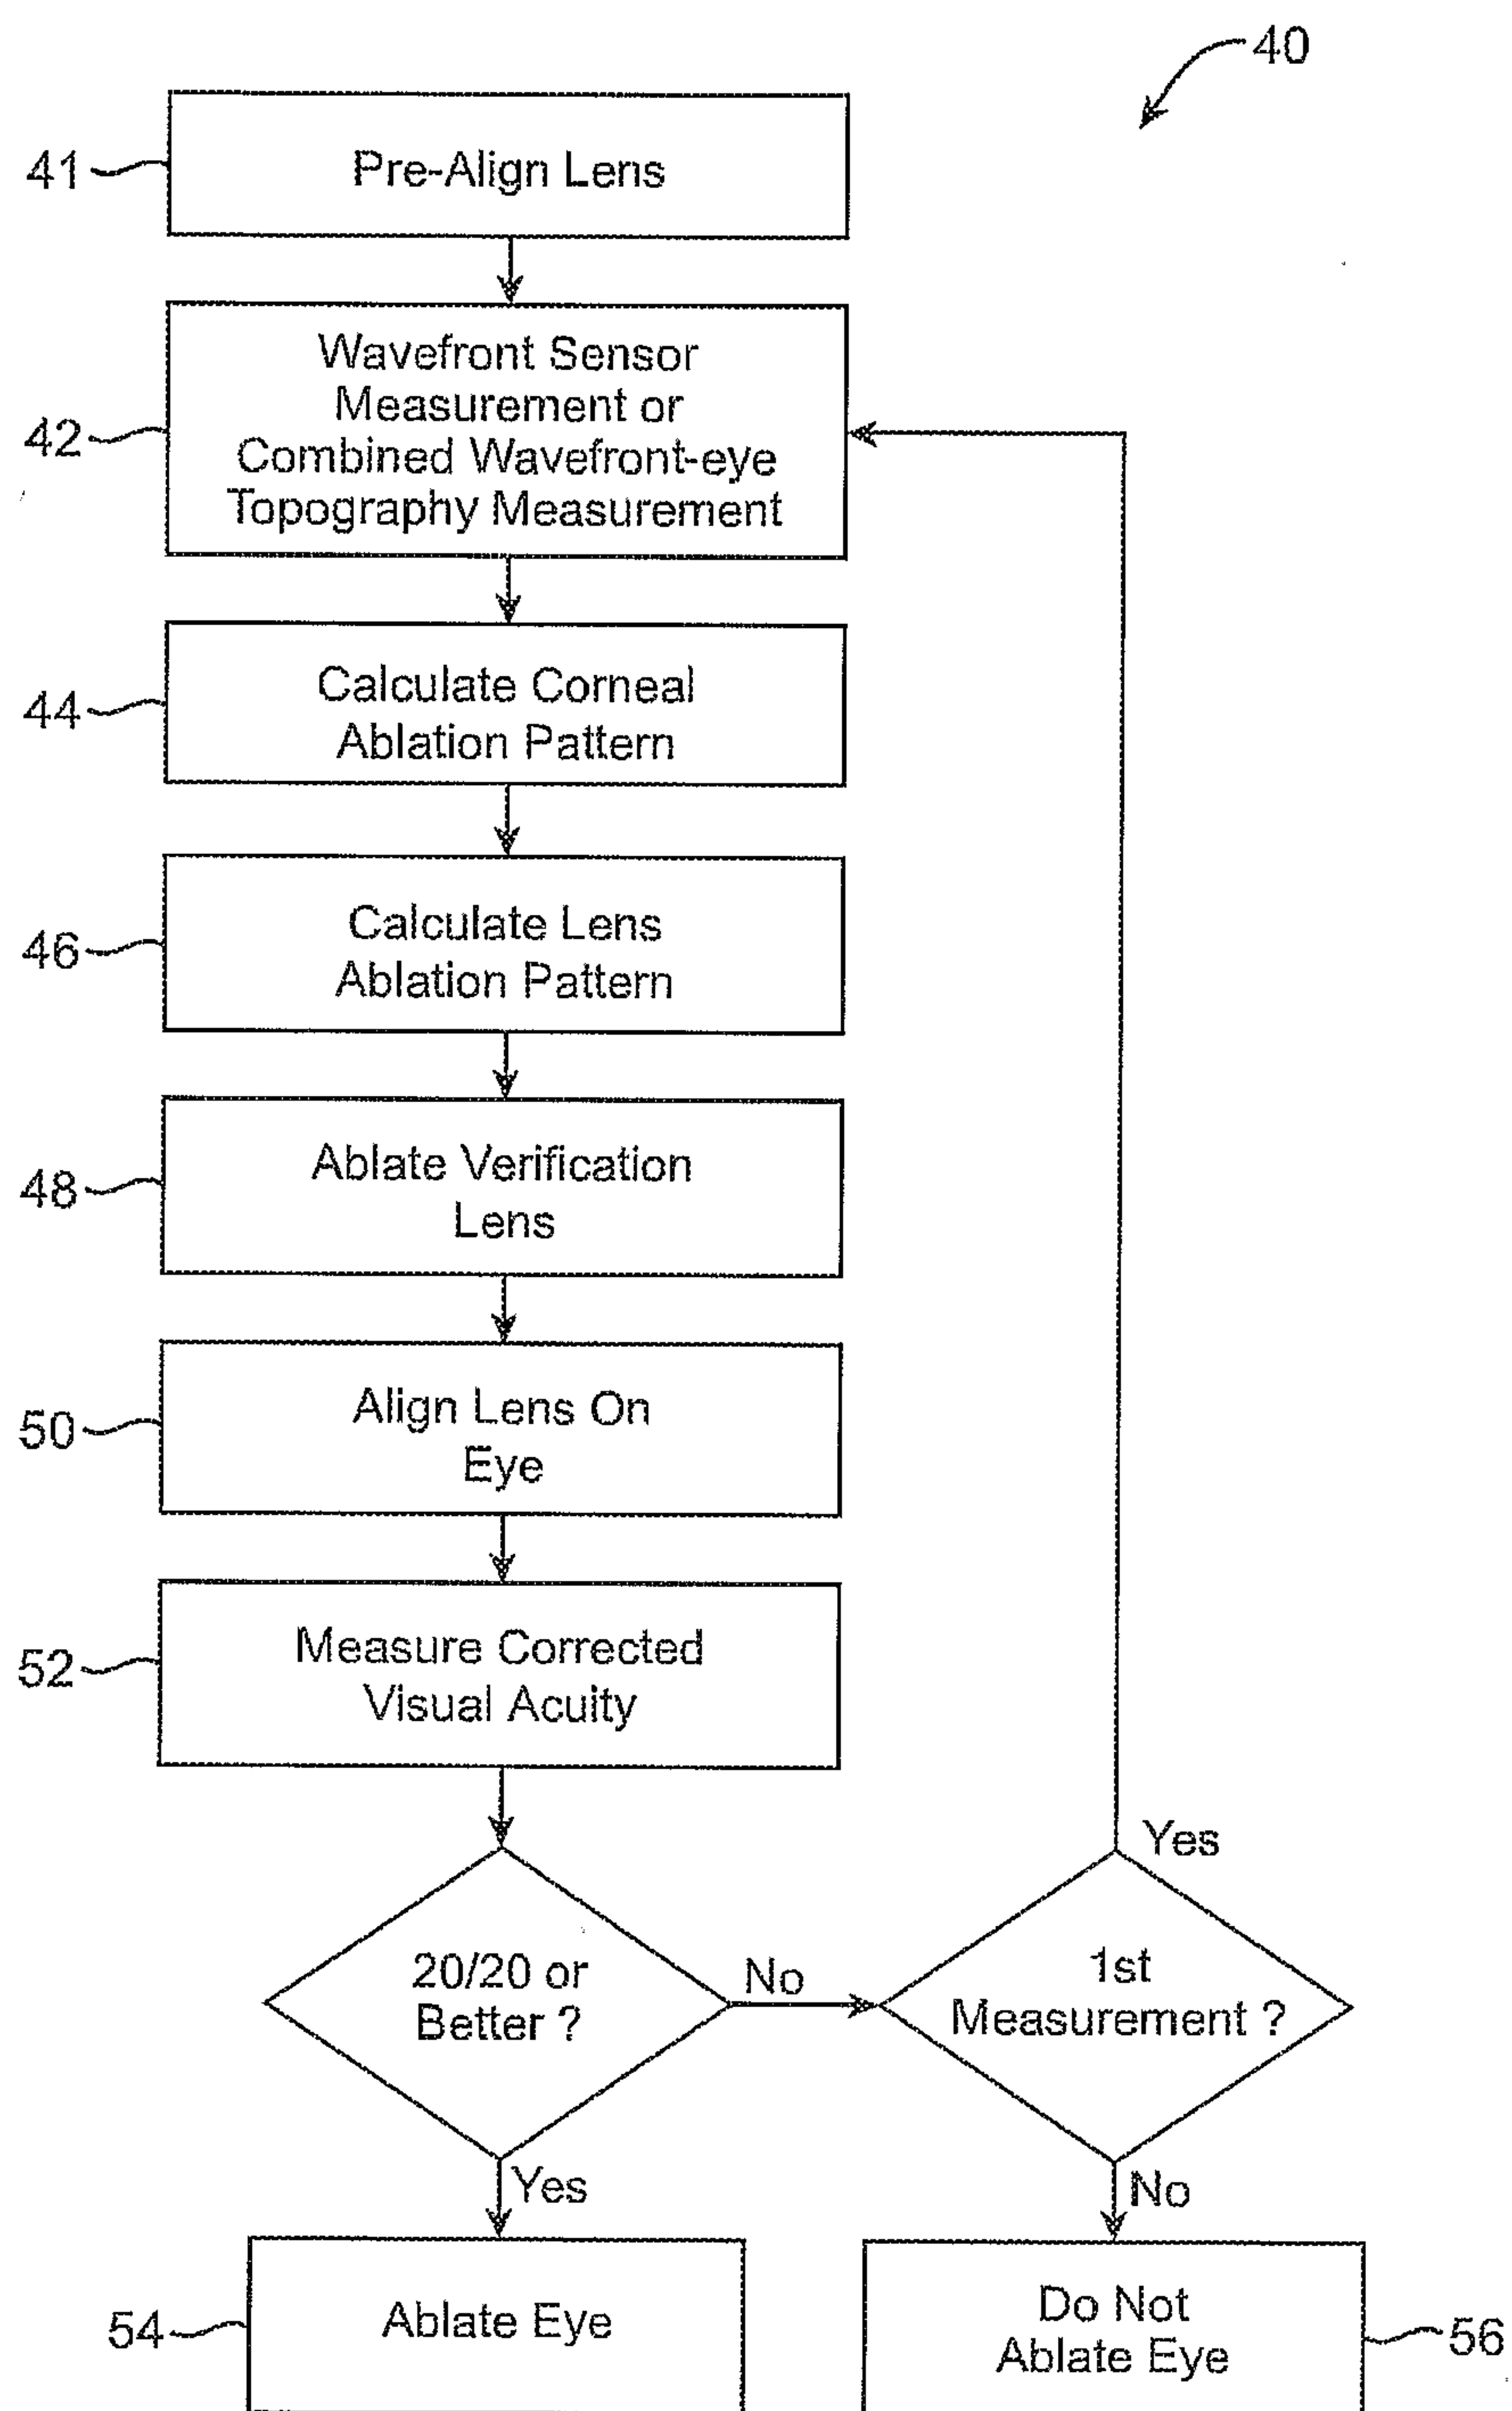 40
41
Pre-Align Lens
42
Wavefront Sensor
Measurement or
Combined Wavefront-eye
Topography Measurement
44
Calculate Corneal
Ablation Pattern
46
Calculate Lens
Ablation Pattern
48
Ablate Verification
Lens
50
Align Lens On
Eye
52
Measure Corrected
Visual Acuity
Yes
20/20 or
Better ?
No
1st
Measurement ?
Yes
No
54
Ablate Eye
Do Not
Ablate Eye
56